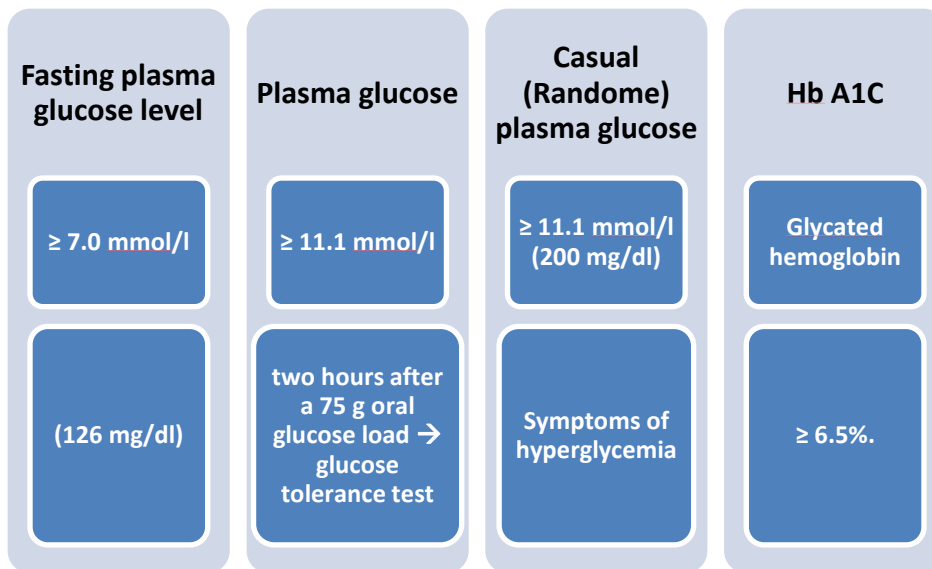 Fasting plasma
glucose level
≥ 7.0 mmol/l
(126 mg/dl)
Plasma glucose
≥ 11.1 mmol/l
two hours after
a 75 g oral
glucose load →
glucose
tolerance test
Casual
(Randome)
plasma glucose
≥ 11.1 mmol/l
(200 mg/dl)
Symptoms of
hyperglycemia
Hb A1C
Glycated
hemoglobin
≥ 6.5%.